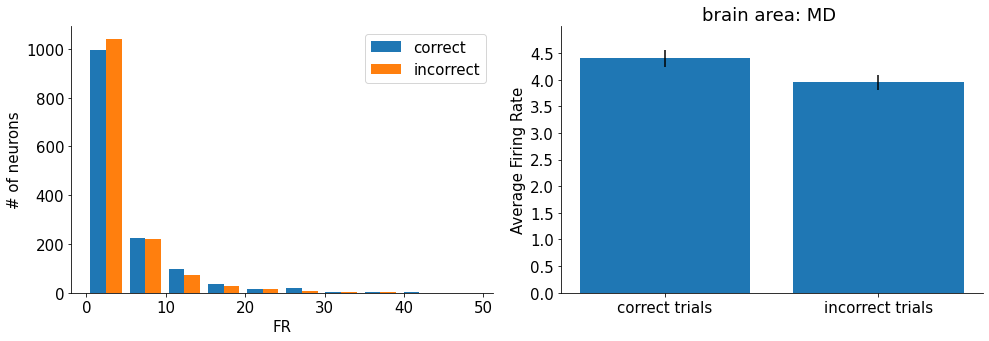 correct
incorrect
1000
800
600
400
200
0
# of neurons
0 10 20 30 40 50
FR
brain area: MD
4.5
4.0
3.5
3.0
2.5
2.0
1.5
1.0
0.5
0.0
Average Firing Rate
correct trials incorrect trials